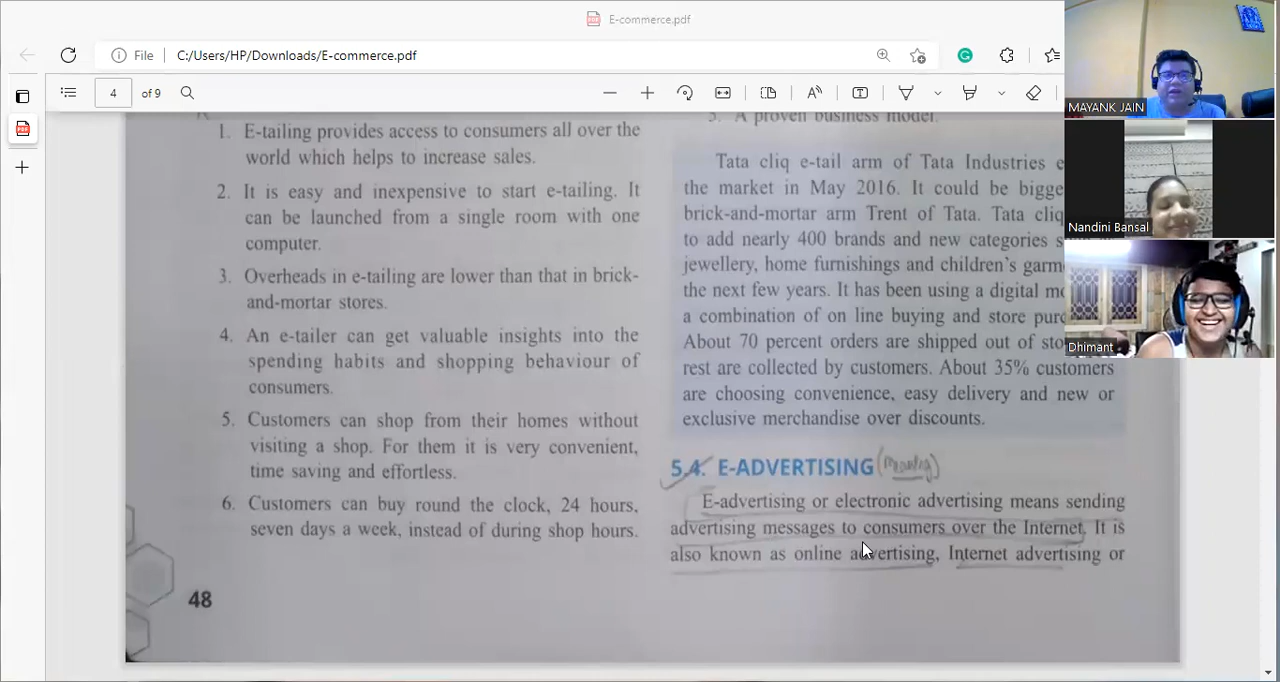 E-commerce.pdf
File
C:/Users/HP/Downloads/E-commerce.pdf
4
of 9
MAYANK JAIN
Nandini Bansal
Dhimant
1. E-tailing provides access to consumers all over the
world which helps to increase sales.
2. It is easy and inexpensive to start e-tailing. It
can be launched from a single room with one
computer.
3. Overheads in e-tailing are lower than that in brick-
and-mortar stores.
4. An e-tailer can get valuable insights into the
spending habits and shopping behaviour of
consumers.
5. Customers can shop from their homes without
visiting a shop. For them it is very convenient,
time saving and effortless.
6. Customers can buy round the clock, 24 hours,
seven days a week, instead of during shop hours.
48
A proven business model.
Tata cliq e-tail arm of Tata Industries
the market in May 2016. It could be
brick-and-mortar arm Trent of Tata. Tata
to add nearly 400 brands and new categories
jewellery, home furnishings and children's
the next few years. It has been using a digital
a combination of on line buying and store
About 70 percent orders are shipped out of
rest are collected by customers. About 35% customers
are choosing convenience, easy delivery and new or
exclusive merchandise over discounts.
5.4. E-ADVERTISING (Meaning)
E-advertising or electronic advertising means sending
advertising messages to consumers over the Internet. It is
also known as online advertising, Internet advertising or